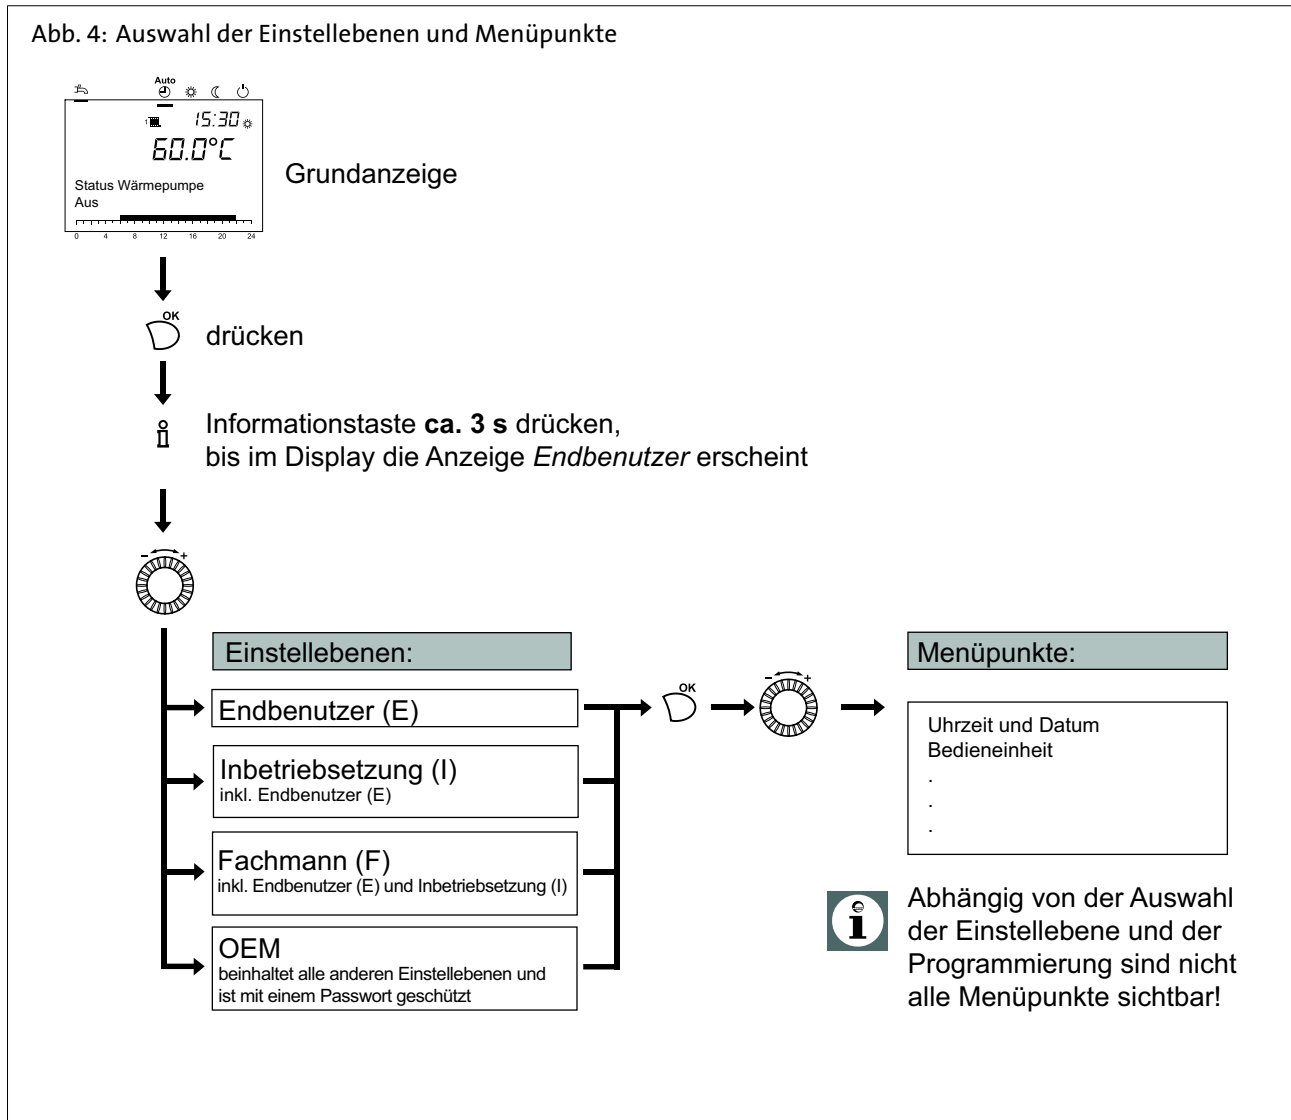 Abb. 4: Auswahl der Einstellebenen und Menüpunkte
Auto
1
15:30
60.0°C
Status Wärmepumpe
Aus
0 4 8 12 16 20 24
Grundanzeige
OK
drücken
Informationstaste ca. 3 s drücken,
bis im Display die Anzeige Endbenutzer erscheint
- +
Einstellebenen:
Endbenutzer (E)
Inbetriebsetzung (I)
inkl. Endbenutzer (E)
Fachmann (F)
inkl. Endbenutzer (E) und Inbetriebsetzung (I)
OEM
beinhaltet alle anderen Einstellebenen und
ist mit einem Passwort geschützt
OK
- +
Menüpunkte:
Uhrzeit und Datum
Bedieneinheit
.
.
.
Abhängig von der Auswahl
der Einstellebene und der
Programmierung sind nicht
alle Menüpunkte sichtbar!